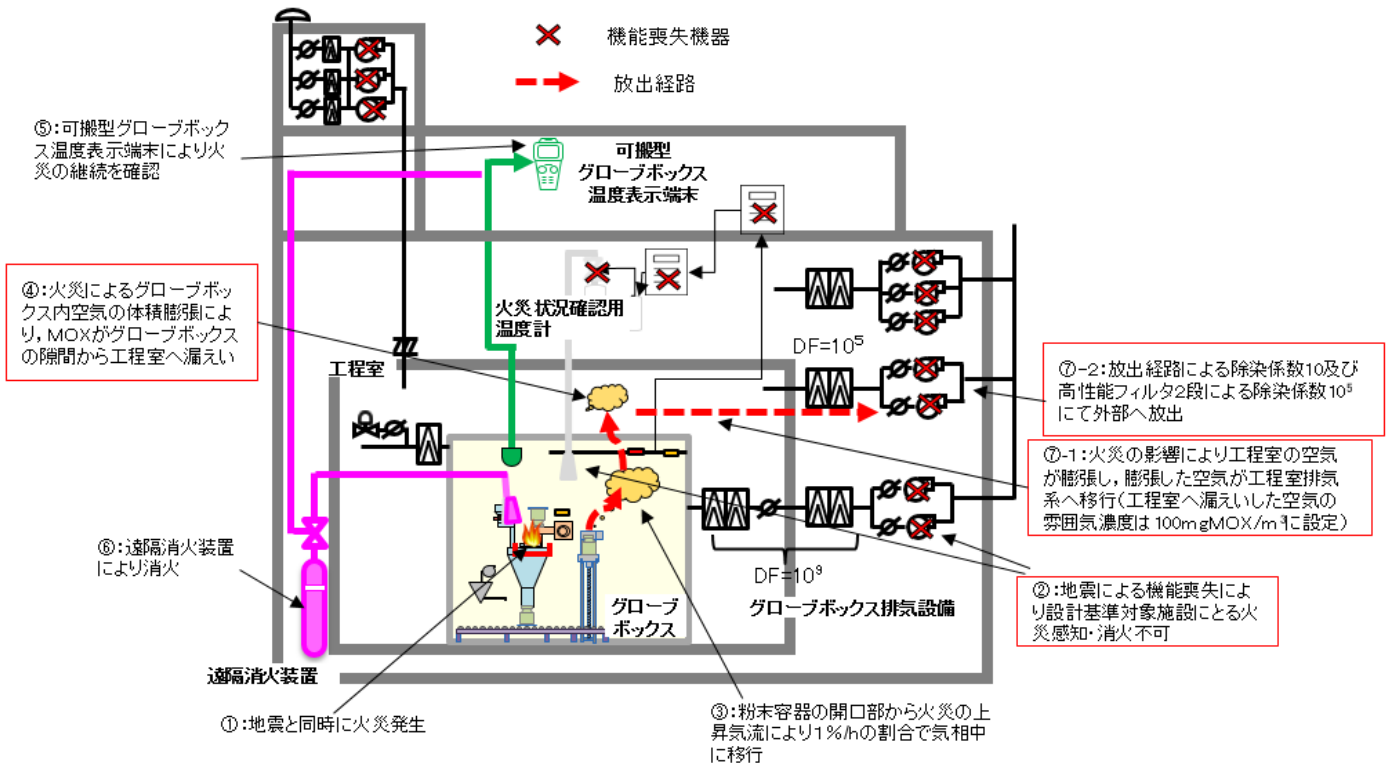 機能喪失機器
放出経路
⑤:可搬型グローブボック
ス温度表示端末により火
災の継続を確認
可搬型
グローブボックス
温度表示端末
④:火災によるグローブボッ
クス内空気の体積膨張によ
り，MOXがグローブボックス
の隙間から工程室へ漏えい
火災状況確認用
温度計
DF=10⁵
工程室
⑦-2:放出経路による除染係数10及び
高性能フィルタ2段による除染係数10⁵
にて外部へ放出
⑦-1:火災の影響により工程室の空気
が膨張し，膨張した空気が工程室排気
系へ移行(工程室へ漏えいした空気の
雰囲気濃度は100mgMOX/m³に設定)
⑥:遠隔消火装置
により消火
DF=10⁹
グローブ
ボックス
グローブボックス排気設備
②:地震による機能喪失によ
り設計基準対象施設にとる火
災感知・消火不可
遠隔消火装置
①:地震と同時に火災発生
③:粉末容器の開口部から火災の上
昇気流により1%/hの割合で気相中
に移行